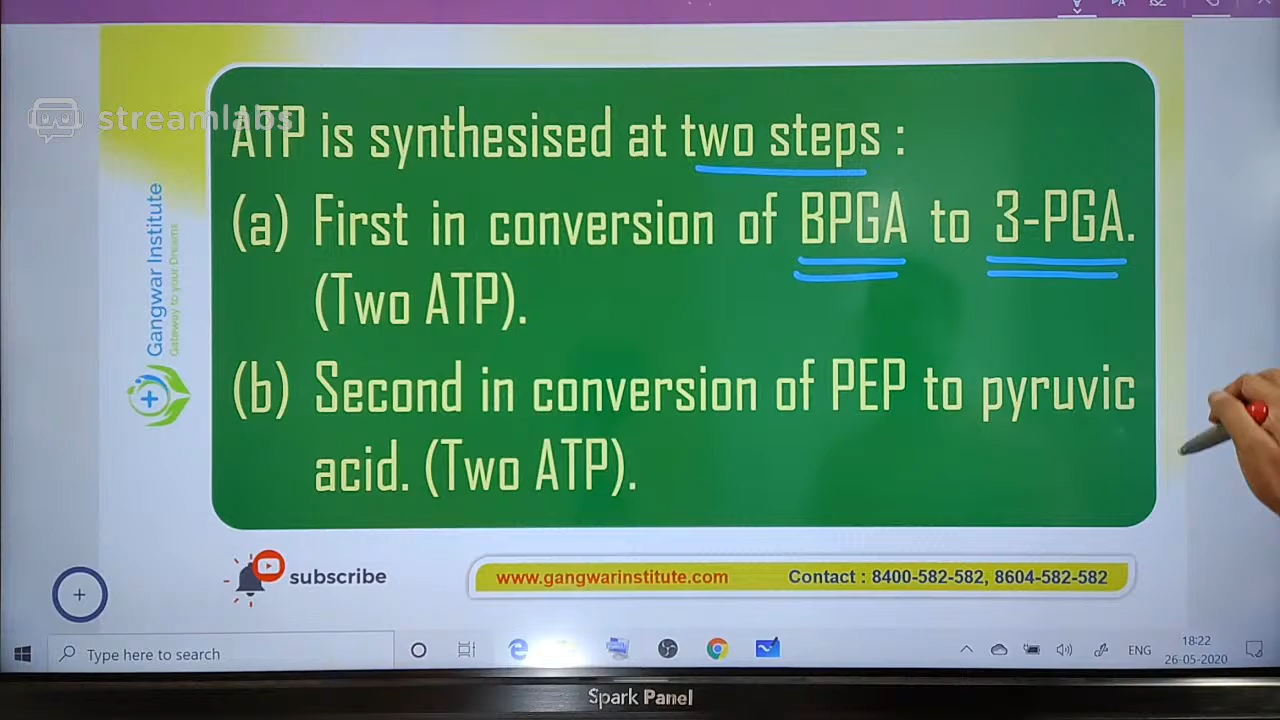 streamlabs
ATP is synthesised at two steps :
(a) First in conversion of BPGA to 3-PGA.
(Two ATP).
(b) Second in conversion of PEP to pyruvic
acid. (Two ATP).
Gangwar Institute
Gateway to your Dreams
subscribe
www.gangwarinstitute.com Contact : 8400-582-582, 8604-582-582
Type here to search
ENG
18:22
26-05-2020
Spark Panel